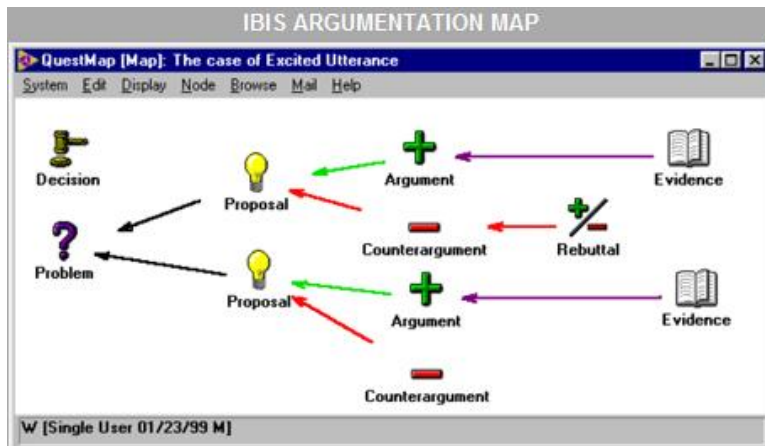 IBIS ARGUMENTATION MAP
QuestMap [Map]: The case of Excited Utterance
System Edit Display Node Browse Mail Help
Decision
Proposal
Argument
Evidence
Counterargument
Rebuttal
Problem
Proposal
Argument
Evidence
Counterargument
W [Single User 01/23/99 M]